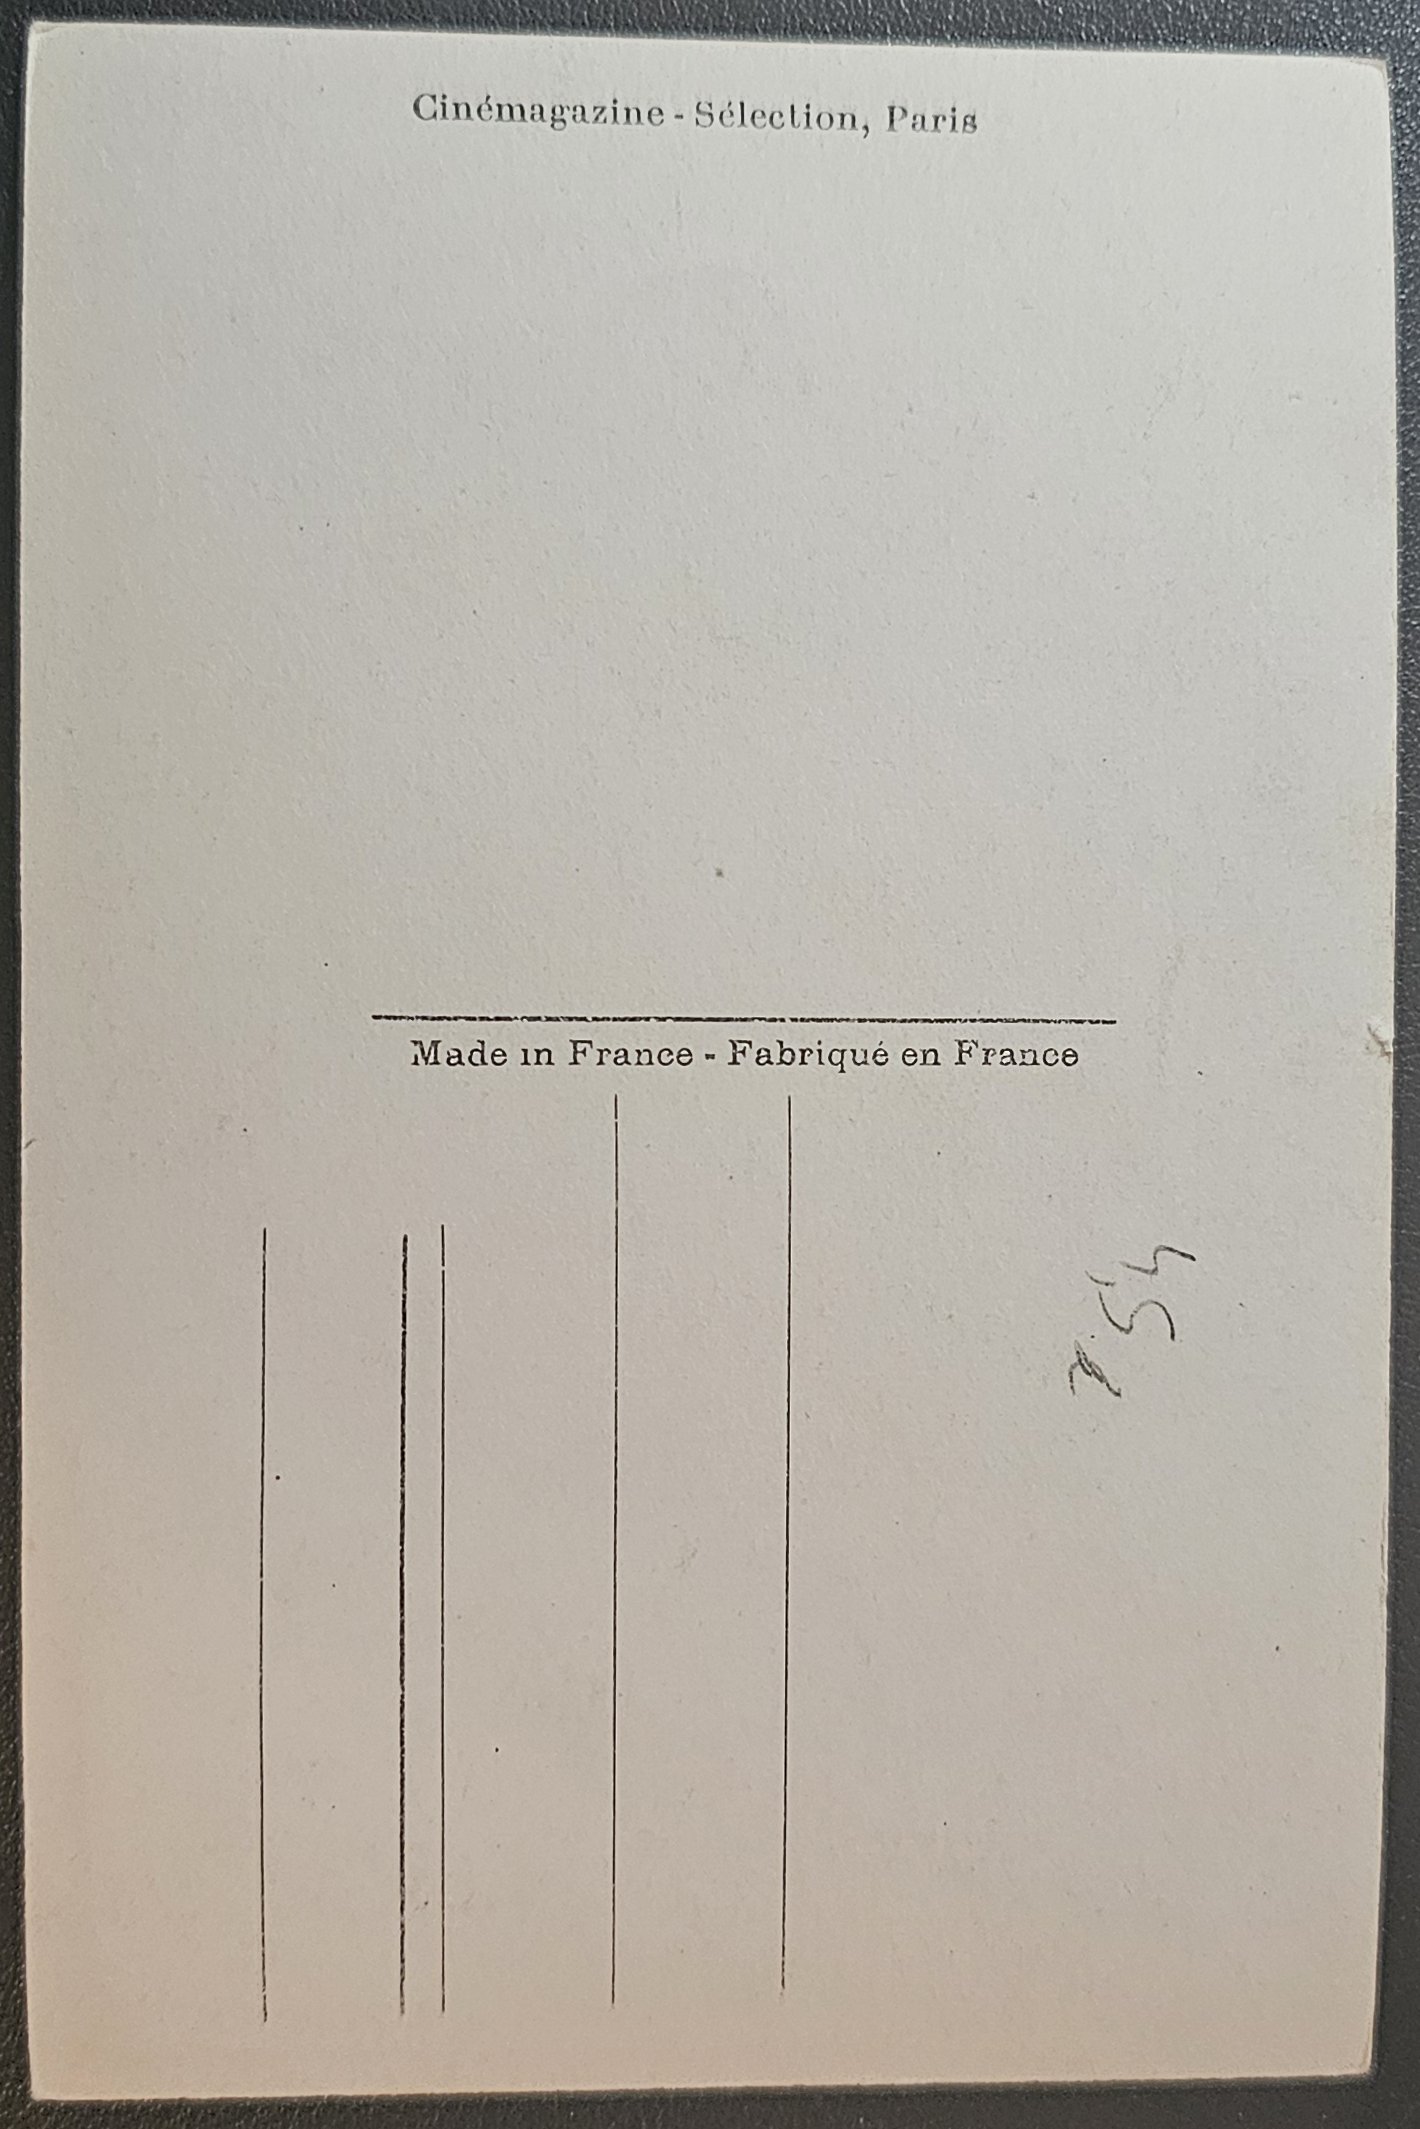 Cinémagazine - Sélection, Paris
Made in France - Fabriqué en France